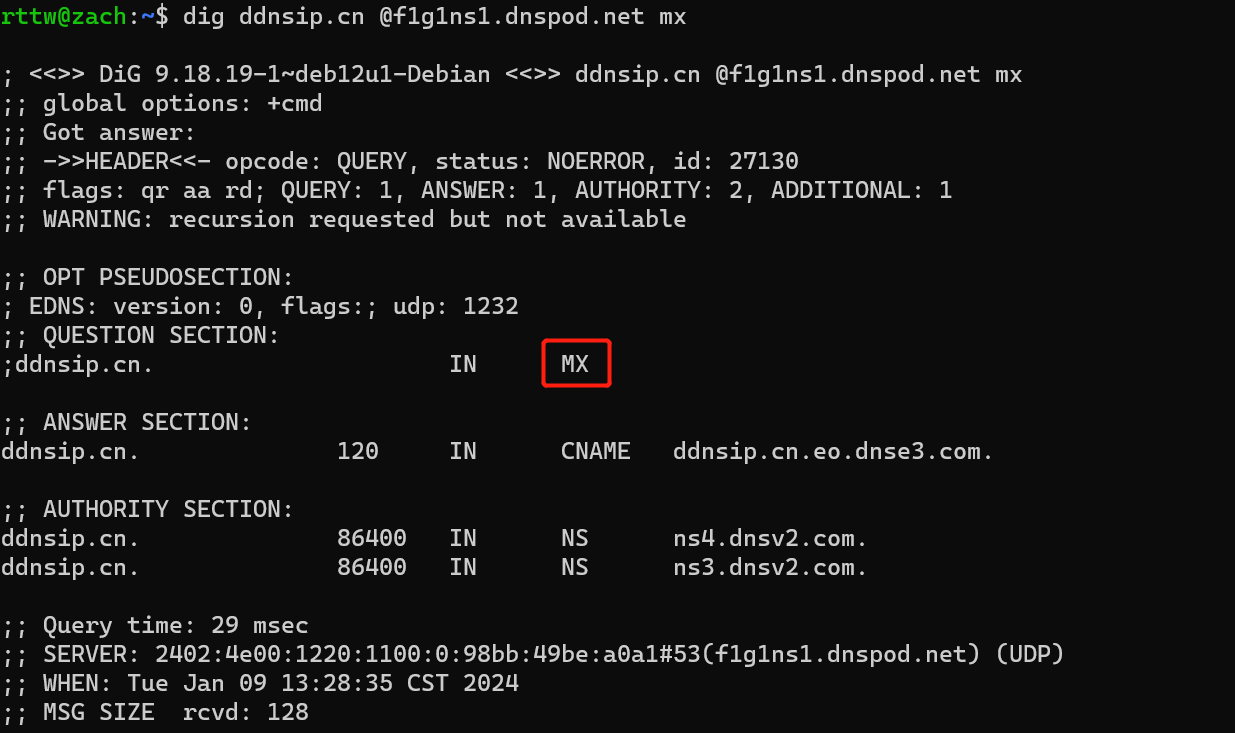 rttw@zach:~$ dig ddnsip.cn @f1g1ns1.dnspod.net mx
; <<>> DiG 9.18.19-1~deb12u1-Debian <<>> ddnsip.cn @f1g1ns1.dnspod.net mx
;; global options: +cmd
;; Got answer:
;; ->>HEADER<<- opcode: QUERY, status: NOERROR, id: 27130
;; flags: qr aa rd; QUERY: 1, ANSWER: 1, AUTHORITY: 2, ADDITIONAL: 1
;; WARNING: recursion requested but not available
;; OPT PSEUDOSECTION:
; EDNS: version: 0, flags:; udp: 1232
;; QUESTION SECTION:
;ddnsip.cn. IN MX
;; ANSWER SECTION:
ddnsip.cn. 120 IN CNAME ddnsip.cn.eo.dnse3.com.
;; AUTHORITY SECTION:
ddnsip.cn. 86400 IN NS ns4.dnsv2.com.
ddnsip.cn. 86400 IN NS ns3.dnsv2.com.
;; Query time: 29 msec
;; SERVER: 2402:4e00:1220:1100:0:98bb:49be:a0a1#53(f1g1ns1.dnspod.net) (UDP)
;; WHEN: Tue Jan 09 13:28:35 CST 2024
;; MSG SIZE rcvd: 128